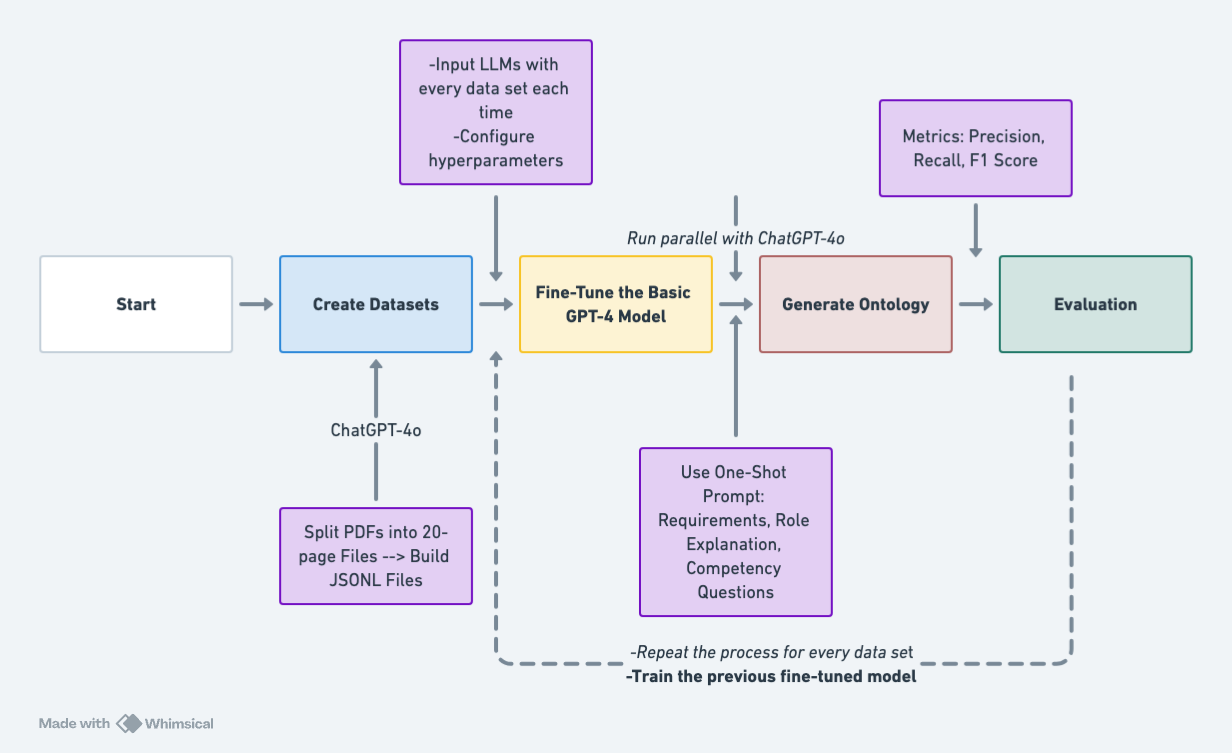 -Input LLMs with
every data set each
time
-Configure
hyperparameters
Metrics: Precision,
Recall, F1 Score
Run parallel with ChatGPT-4o
Start
Create Datasets
Fine-Tune the Basic
GPT-4 Model
Generate Ontology
Evaluation
ChatGPT-4o
Split PDFs into 20-
page Files --> Build
JSONL Files
Use One-Shot
Prompt:
Requirements, Role
Explanation,
Competency
Questions
-Repeat the process for every data set
-Train the previous fine-tuned model
Made with Whimsical